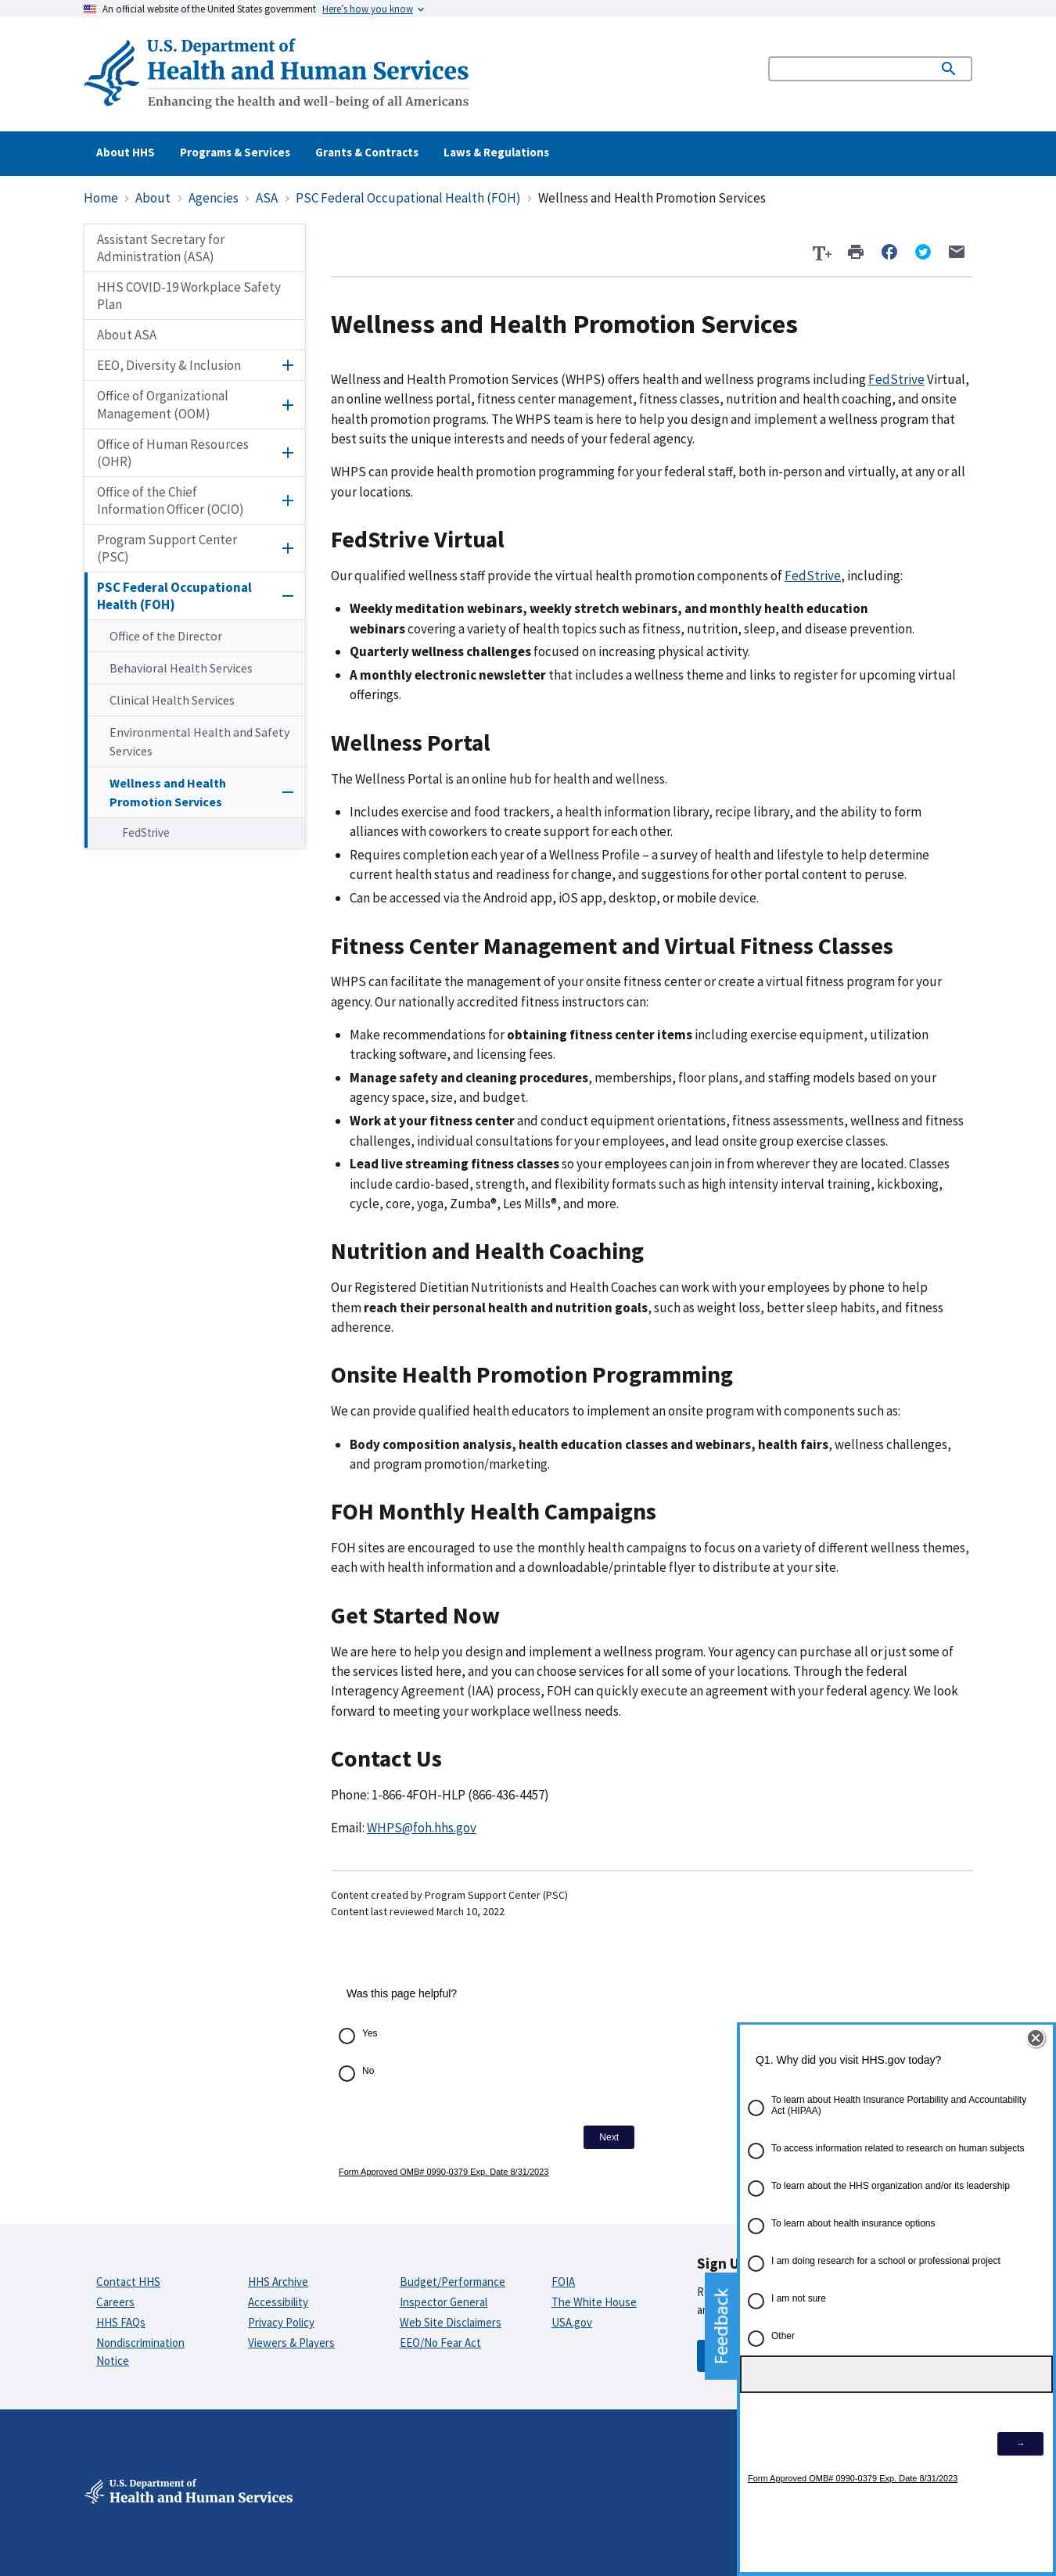 An official website of the United States government Here's how you know
U.S. Department of
Health and Human Services
Enhancing the health and well-being of all Americans
About HHS
Programs & Services
Grants & Contracts
Laws & Regulations
Home > About > Agencies > ASA > PSC Federal Occupational Health (FOH) > Wellness and Health Promotion Services
Assistant Secretary for
Administration (ASA)
HHS COVID-19 Workplace Safety
Plan
About ASA
EEO, Diversity & Inclusion
Office of Organizational
Management (OOM)
Office of Human Resources
(OHR)
Office of the Chief
Information Officer (OCIO)
Program Support Center
(PSC)
PSC Federal Occupational
Health (FOH)
Office of the Director
Behavioral Health Services
Clinical Health Services
Environmental Health and Safety
Services
Wellness and Health
Promotion Services
FedStrive
T+
Wellness and Health Promotion Services
Wellness and Health Promotion Services (WHPS) offers health and wellness programs including FedStrive Virtual,
an online wellness portal, fitness center management, fitness classes, nutrition and health coaching, and onsite
health promotion programs. The WHPS team is here to help you design and implement a wellness program that
best suits the unique interests and needs of your federal agency.
WHPS can provide health promotion programming for your federal staff, both in-person and virtually, at any or all
your locations.
FedStrive Virtual
Our qualified wellness staff provide the virtual health promotion components of FedStrive, including:
• Weekly meditation webinars, weekly stretch webinars, and monthly health education
webinars covering a variety of health topics such as fitness, nutrition, sleep, and disease prevention.
• Quarterly wellness challenges focused on increasing physical activity.
• A monthly electronic newsletter that includes a wellness theme and links to register for upcoming virtual
offerings.
Wellness Portal
The Wellness Portal is an online hub for health and wellness.
• Includes exercise and food trackers, a health information library, recipe library, and the ability to form
alliances with coworkers to create support for each other.
• Requires completion each year of a Wellness Profile – a survey of health and lifestyle to help determine
current health status and readiness for change, and suggestions for other portal content to peruse.
• Can be accessed via the Android app, iOS app, desktop, or mobile device.
Fitness Center Management and Virtual Fitness Classes
WHPS can facilitate the management of your onsite fitness center or create a virtual fitness program for your
agency. Our nationally accredited fitness instructors can:
• Make recommendations for obtaining fitness center items including exercise equipment, utilization
tracking software, and licensing fees.
• Manage safety and cleaning procedures, memberships, floor plans, and staffing models based on your
agency space, size, and budget.
• Work at your fitness center and conduct equipment orientations, fitness assessments, wellness and fitness
challenges, individual consultations for your employees, and lead onsite group exercise classes.
• Lead live streaming fitness classes so your employees can join in from wherever they are located. Classes
include cardio-based, strength, and flexibility formats such as high intensity interval training, kickboxing,
cycle, core, yoga, Zumba®, Les Mills®, and more.
Nutrition and Health Coaching
Our Registered Dietitian Nutritionists and Health Coaches can work with your employees by phone to help
them reach their personal health and nutrition goals, such as weight loss, better sleep habits, and fitness
adherence.
Onsite Health Promotion Programming
We can provide qualified health educators to implement an onsite program with components such as:
• Body composition analysis, health education classes and webinars, health fairs, wellness challenges,
and program promotion/marketing.
FOH Monthly Health Campaigns
FOH sites are encouraged to use the monthly health campaigns to focus on a variety of different wellness themes,
each with health information and a downloadable/printable flyer to distribute at your site.
Get Started Now
We are here to help you design and implement a wellness program. Your agency can purchase all or just some of
the services listed here, and you can choose services for all some of your locations. Through the federal
Interagency Agreement (IAA) process, FOH can quickly execute an agreement with your federal agency. We look
forward to meeting your workplace wellness needs.
Contact Us
Phone: 1-866-4FOH-HLP (866-436-4457)
Email: WHPS@foh.hhs.gov
Content created by Program Support Center (PSC)
Content last reviewed March 10, 2022
Was this page helpful?
Yes
No
Next
Form Approved OMB# 0990-0379 Exp. Date 8/31/2023
Q1. Why did you visit HHS.gov today?
To learn about Health Insurance Portability and Accountability
Act (HIPAA)
To access information related to research on human subjects
To learn about the HHS organization and/or its leadership
To learn about health insurance options
I am doing research for a school or professional project
I am not sure
Other
→
Form Approved OMB# 0990-0379 Exp. Date 8/31/2023
Feedback
Contact HHS
Careers
HHS FAQs
Nondiscrimination
Notice
HHS Archive
Accessibility
Privacy Policy
Viewers & Players
Budget/Performance
Inspector General
Web Site Disclaimers
EEO/No Fear Act
FOIA
The White House
USA.gov
Sign
U.S. Department of
Health and Human Services